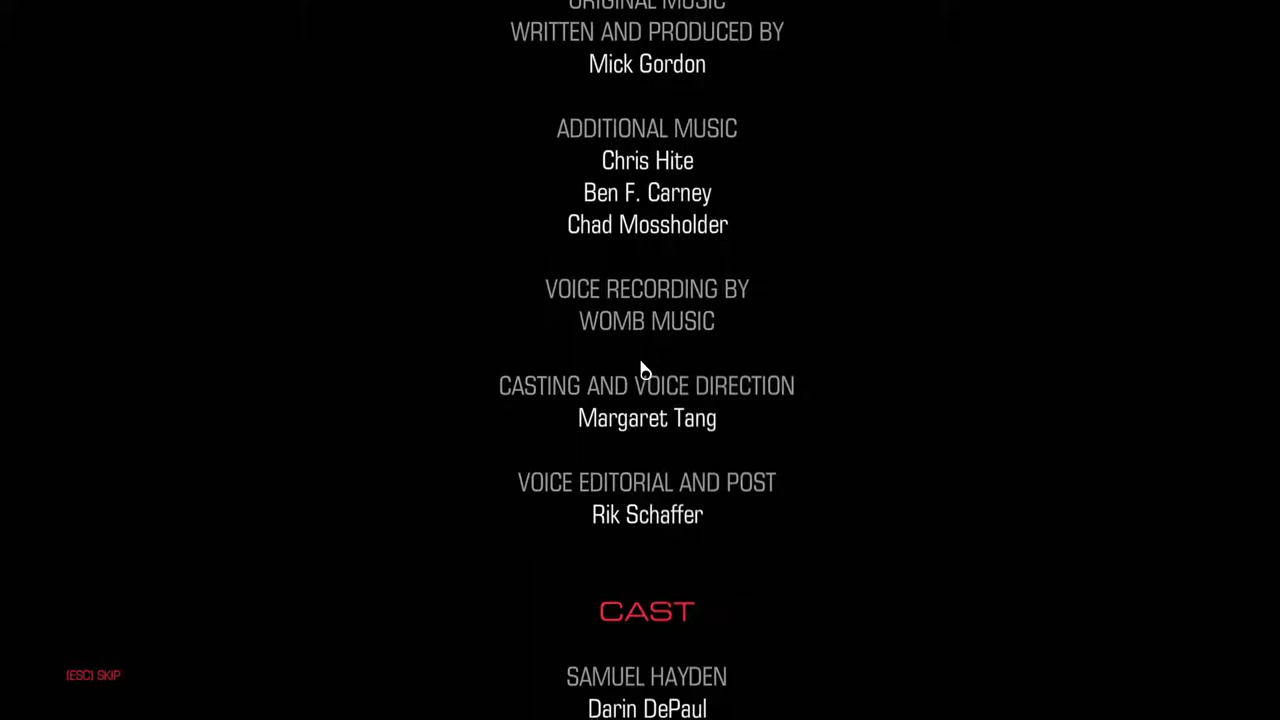 ORIGINAL MUSIC
WRITTEN AND PRODUCED BY
Mick Gordon
ADDITIONAL MUSIC
Chris Hite
Ben F. Carney
Chad Mossholder
VOICE RECORDING BY
WOMB MUSIC
CASTING AND VOICE DIRECTION
Margaret Tang
VOICE EDITORIAL AND POST
Rik Schaffer
CAST
SAMUEL HAYDEN
Darin DePaul
[ESC] SKIP